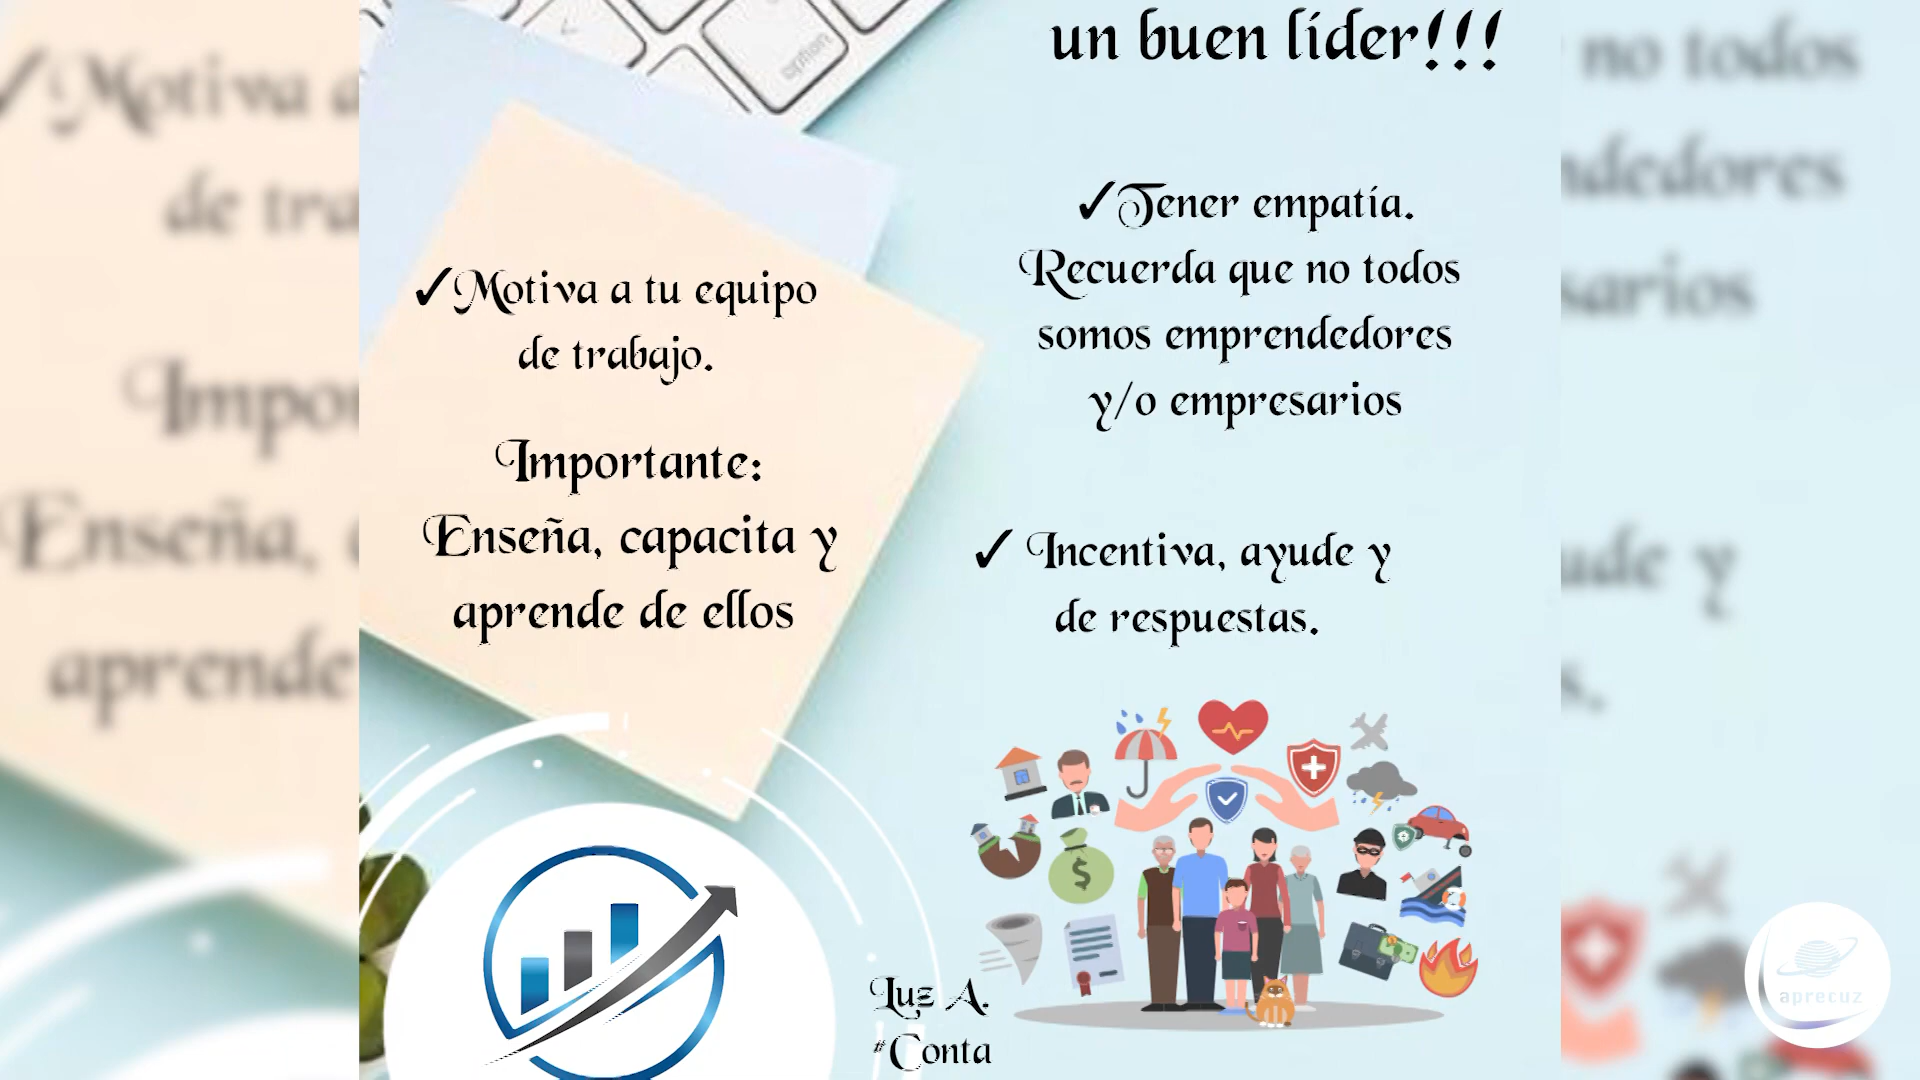 un buen líder!!!
✓Motiva a tu equipo
de trabajo.
Importante:
Enseña, capacita y
aprende de ellos
✓Tener empatía.
Recuerda que no todos
somos emprendedores
y/o empresarios
✓ Incentiva, ayude y
de respuestas.
Luz A.
#Conta
option
aprecuz